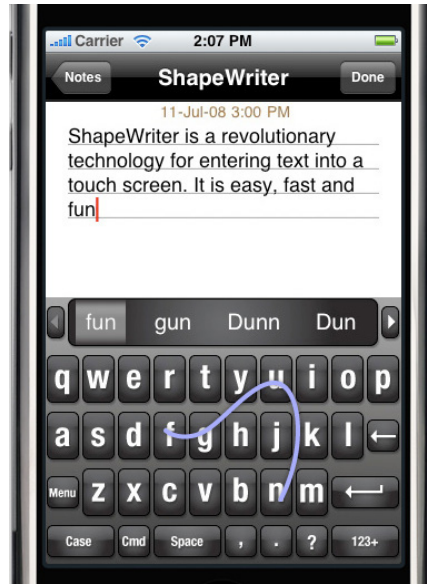 Carrier 2:07 PM
Notes ShapeWriter Done
11-Jul-08 3:00 PM
ShapeWriter is a revolutionary
technology for entering text into a
touch screen. It is easy, fast and
fun
fun gun Dunn Dun
q w e r t y u i o p
a s d f g h j k l
Menu z x c v b n m
Case Cmd Space , . ? 123+